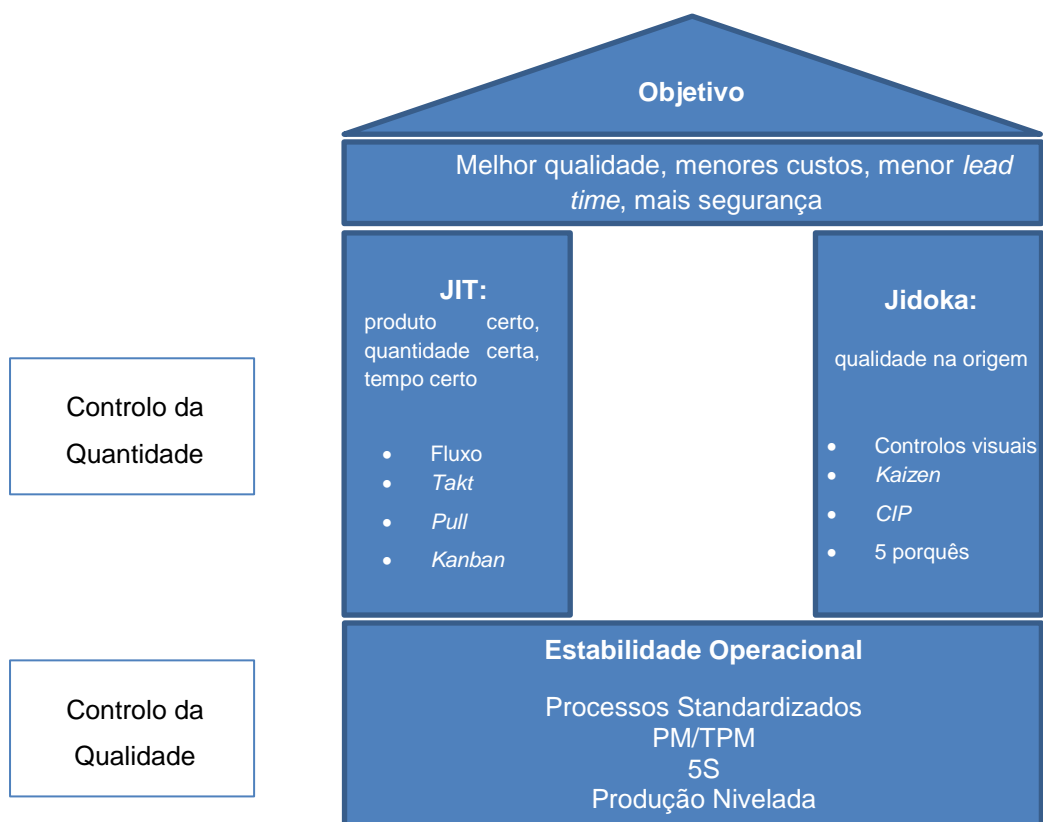 Objetivo
Melhor qualidade, menores custos, menor lead
time, mais segurança
Controlo da
Quantidade
JIT:
produto certo,
quantidade certa,
tempo certo
• Fluxo
• Takt
• Pull
• Kanban
Jidoka:
qualidade na origem
• Controlos visuais
• Kaizen
• CIP
• 5 porquês
Controlo da
Qualidade
Estabilidade Operacional
Processos Standardizados
PM/TPM
5S
Produção Nivelada